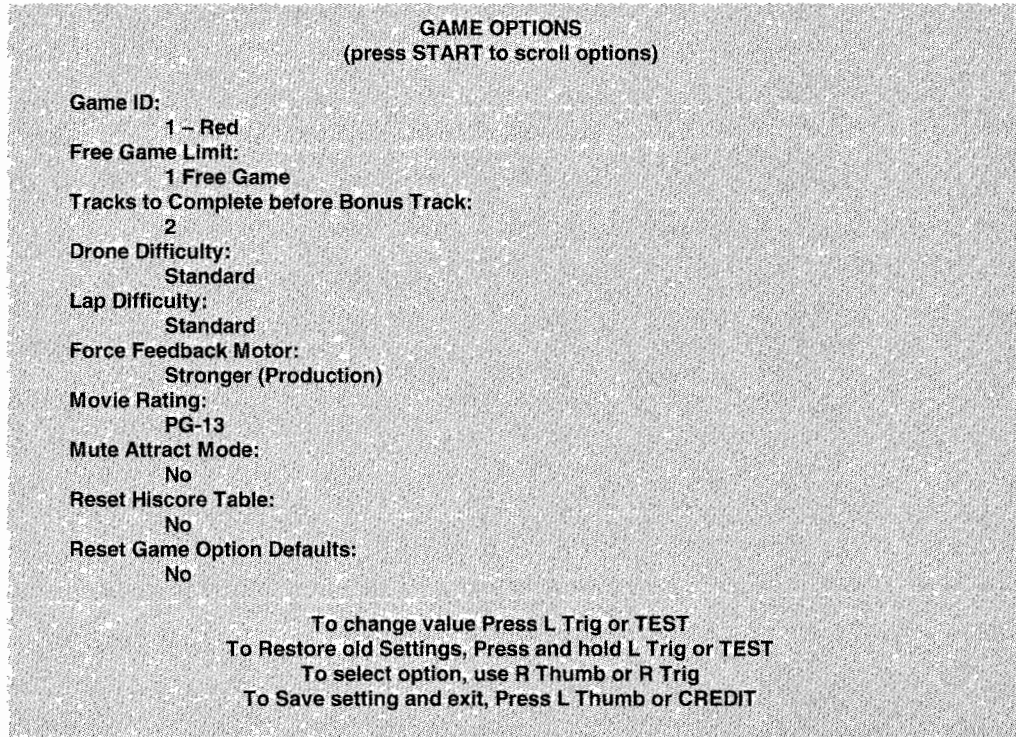 GAME OPTIONS
(press START to scroll options)
Game ID:
1 – Red
Free Game Limit:
1 Free Game
Tracks to Complete before Bonus Track:
2
Drone Difficulty:
Standard
Lap Difficulty:
Standard
Force Feedback Motor:
Stronger (Production)
Movie Rating:
PG-13
Mute Attract Mode:
No
Reset Hiscore Table:
No
Reset Game Option Defaults:
No
To change value Press L Trig or TEST
To Restore old Settings, Press and hold L Trig or TEST
To select option, use R Thumb or R Trig
To Save setting and exit, Press L Thumb or CREDIT